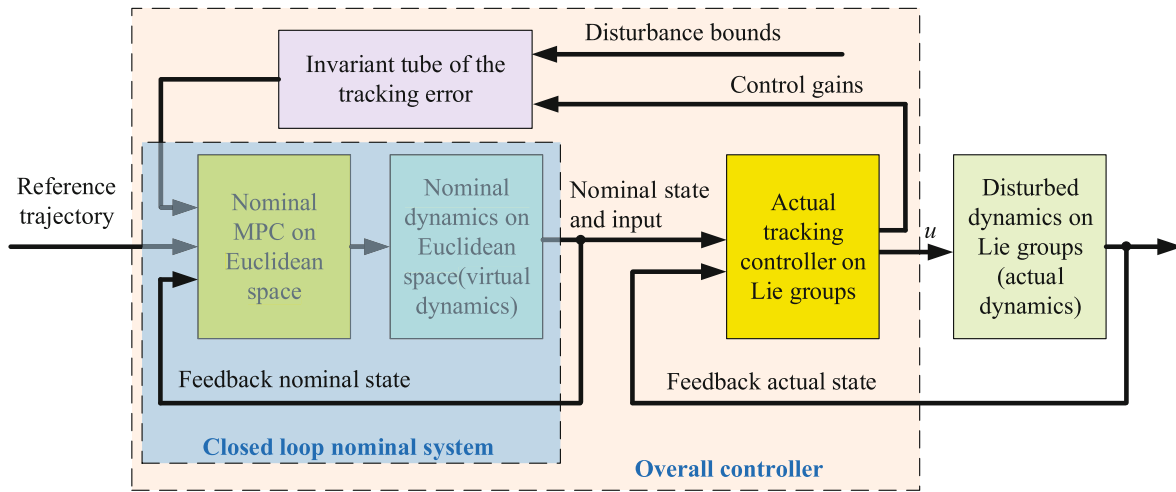 Disturbance bounds
Invariant tube of the
tracking error
Control gains
Reference
trajectory
Nominal
MPC on
Euclidean
space
Nominal
dynamics on
Euclidean
space(virtual
dynamics)
Nominal state
and input
Actual
tracking
controller on
Lie groups
u
Disturbed
dynamics on
Lie groups
(actual
dynamics)
Feedback nominal state
Feedback actual state
Closed loop nominal system
Overall controller